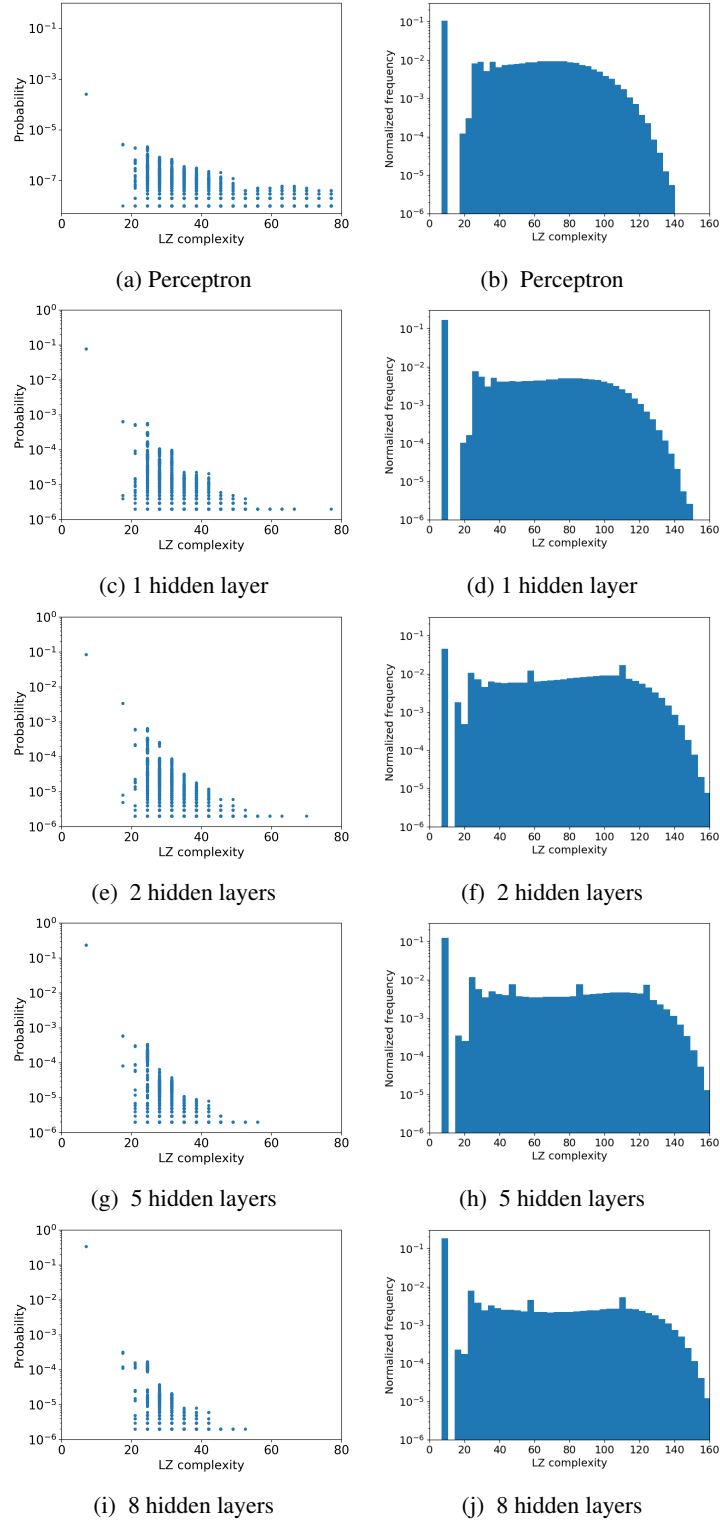 Probability
10⁻³
10⁻⁵
10⁻⁷
0 20 40 60 80
LZ complexity
(a) Perceptron
Normalized frequency
10⁻¹
10⁻²
10⁻³
10⁻⁴
10⁻⁵
10⁻⁶
0 20 40 60 80 100 120 140 160
LZ complexity
(b) Perceptron
Probability
10⁰
10⁻¹
10⁻²
10⁻³
10⁻⁴
10⁻⁵
10⁻⁶
0 20 40 60 80
LZ complexity
(c) 1 hidden layer
Normalized frequency
10⁻¹
10⁻²
10⁻³
10⁻⁴
10⁻⁵
10⁻⁶
0 20 40 60 80 100 120 140 160
LZ complexity
(d) 1 hidden layer
Probability
10⁰
10⁻¹
10⁻²
10⁻³
10⁻⁴
10⁻⁵
10⁻⁶
0 20 40 60 80
LZ complexity
(e) 2 hidden layers
Normalized frequency
10⁻¹
10⁻²
10⁻³
10⁻⁴
10⁻⁵
10⁻⁶
0 20 40 60 80 100 120 140 160
LZ complexity
(f) 2 hidden layers
Probability
10⁰
10⁻¹
10⁻²
10⁻³
10⁻⁴
10⁻⁵
10⁻⁶
0 20 40 60 80
LZ complexity
(g) 5 hidden layers
Normalized frequency
10⁻¹
10⁻²
10⁻³
10⁻⁴
10⁻⁵
10⁻⁶
0 20 40 60 80 100 120 140 160
LZ complexity
(h) 5 hidden layers
Probability
10⁰
10⁻¹
10⁻²
10⁻³
10⁻⁴
10⁻⁵
10⁻⁶
0 20 40 60 80
LZ complexity
(i) 8 hidden layers
Normalized frequency
10⁻¹
10⁻²
10⁻³
10⁻⁴
10⁻⁵
10⁻⁶
0 20 40 60 80 100 120 140 160
LZ complexity
(j) 8 hidden layers